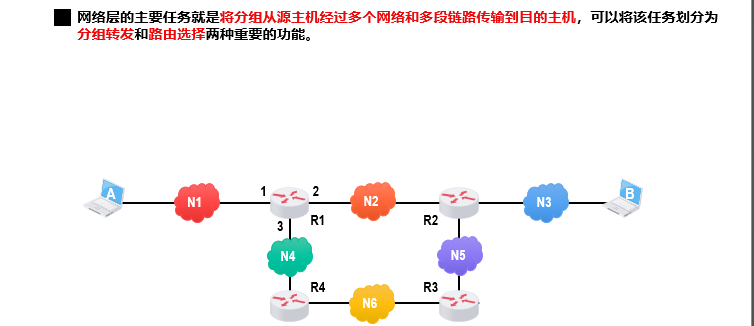 网络层的主要任务就是将分组从源主机经过多个网络和多段链路传输到目的主机，可以将该任务划分为
分组转发和路由选择两种重要的功能。
A
N1
1
2
R1
3
N2
R2
N3
B
N4
N5
R4
N6
R3